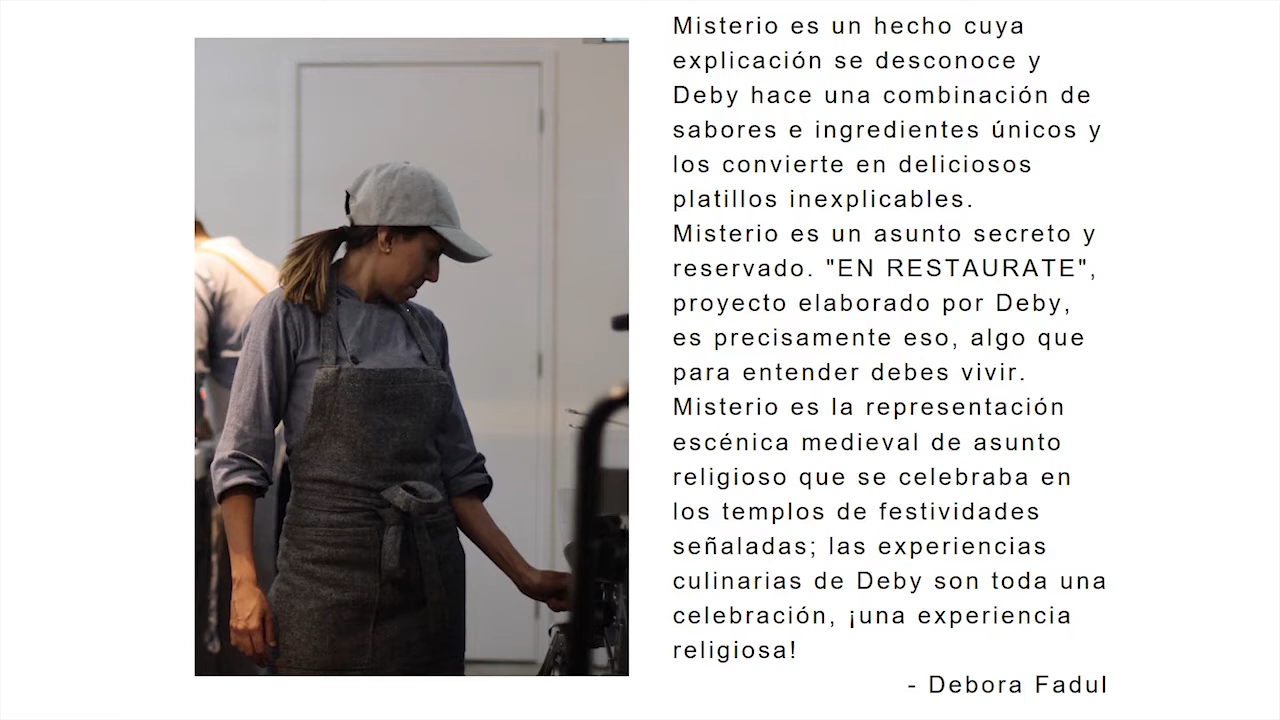 Misterio es un hecho cuya
explicación se desconoce y
Deby hace una combinación de
sabores e ingredientes únicos y
los convierte en deliciosos
platillos inexplicables.
Misterio es un asunto secreto y
reservado. "EN RESTAURATE",
proyecto elaborado por Deby,
es precisamente eso, algo que
para entender debes vivir.
Misterio es la representación
escénica medieval de asunto
religioso que se celebraba en
los templos de festividades
señaladas; las experiencias
culinarias de Deby son toda una
celebración, ¡una experiencia
religiosa!
- Debora Fadul